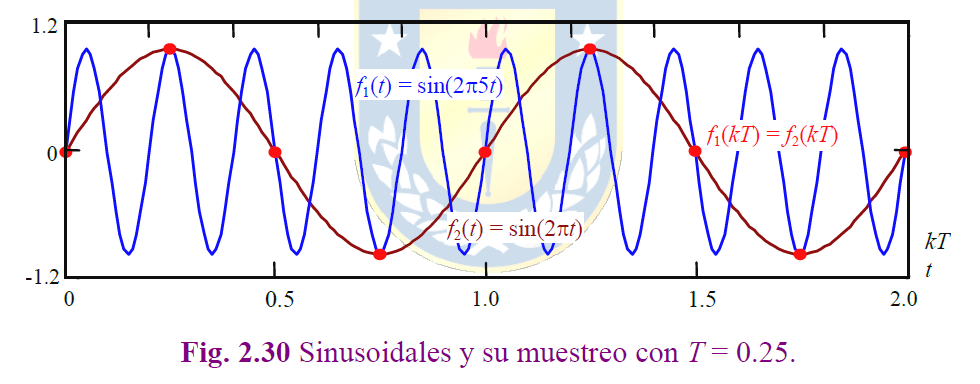 1.2
f₁(t) = sin(2π5t)
0
f₁(kT) = f₂(kT)
f₂(t) = sin(2πt)
kT
-1.2
t
0 0.5 1.0 1.5 2.0
Fig. 2.30 Sinusoidales y su muestreo con T = 0.25.